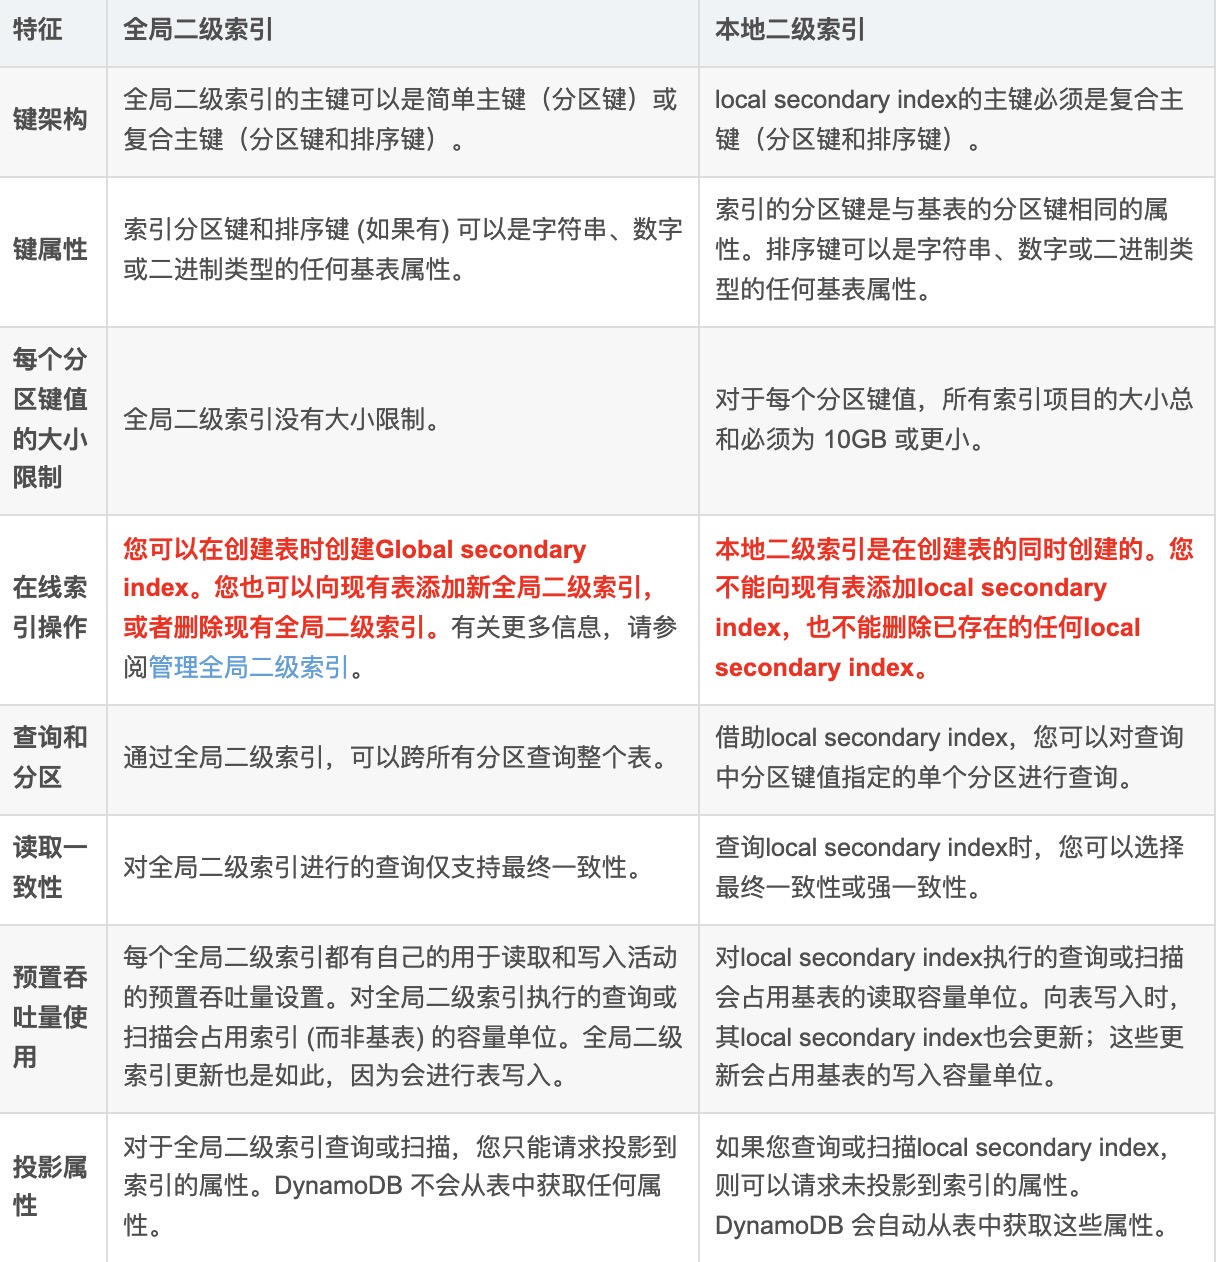 特征
全局二级索引
本地二级索引
键架构
全局二级索引的主键可以是简单主键（分区键）或
复合主键（分区键和排序键）。
local secondary index的主键必须是复合主
键（分区键和排序键）。
键属性
索引分区键和排序键 (如果有) 可以是字符串、数字
或二进制类型的任何基表属性。
索引的分区键是与基表的分区键相同的属
性。排序键可以是字符串、数字或二进制类
型的任何基表属性。
每个分
区键值
的大小
限制
全局二级索引没有大小限制。
对于每个分区键值，所有索引项目的大小总
和必须为 10GB 或更小。
在线索
引操作
您可以在创建表时创建Global secondary
index。您也可以向现有表添加新全局二级索引，
或者删除现有全局二级索引。有关更多信息，请参
阅管理全局二级索引。
本地二级索引是在创建表的同时创建的。您
不能向现有表添加local secondary
index，也不能删除已存在的任何local
secondary index。
查询和
分区
通过全局二级索引，可以跨所有分区查询整个表。
借助local secondary index，您可以对查询
中分区键值指定的单个分区进行查询。
读取一
致性
对全局二级索引进行的查询仅支持最终一致性。
查询local secondary index时，您可以选择
最终一致性或强一致性。
预置吞
吐量使
用
每个全局二级索引都有自己的用于读取和写入活动
的预置吞吐量设置。对全局二级索引执行的查询或
扫描会占用索引 (而非基表) 的容量单位。全局二级
索引更新也是如此，因为会进行表写入。
对local secondary index执行的查询或扫描
会占用基表的读取容量单位。向表写入时，
其local secondary index也会更新；这些更
新会占用基表的写入容量单位。
投影属
性
对于全局二级索引查询或扫描，您只能请求投影到
索引的属性。DynamoDB 不会从表中获取任何属
性。
如果您查询或扫描local secondary index，
则可以请求未投影到索引的属性。
DynamoDB 会自动从表中获取这些属性。